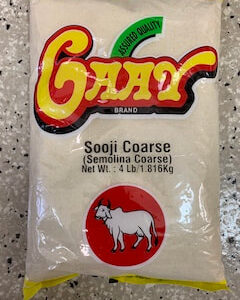 ASSURED QUALITY
GAAY
BRAND
Sooji Coarse
(Semolina Coarse)
Net Wt. : 4 Lb/1.816Kg